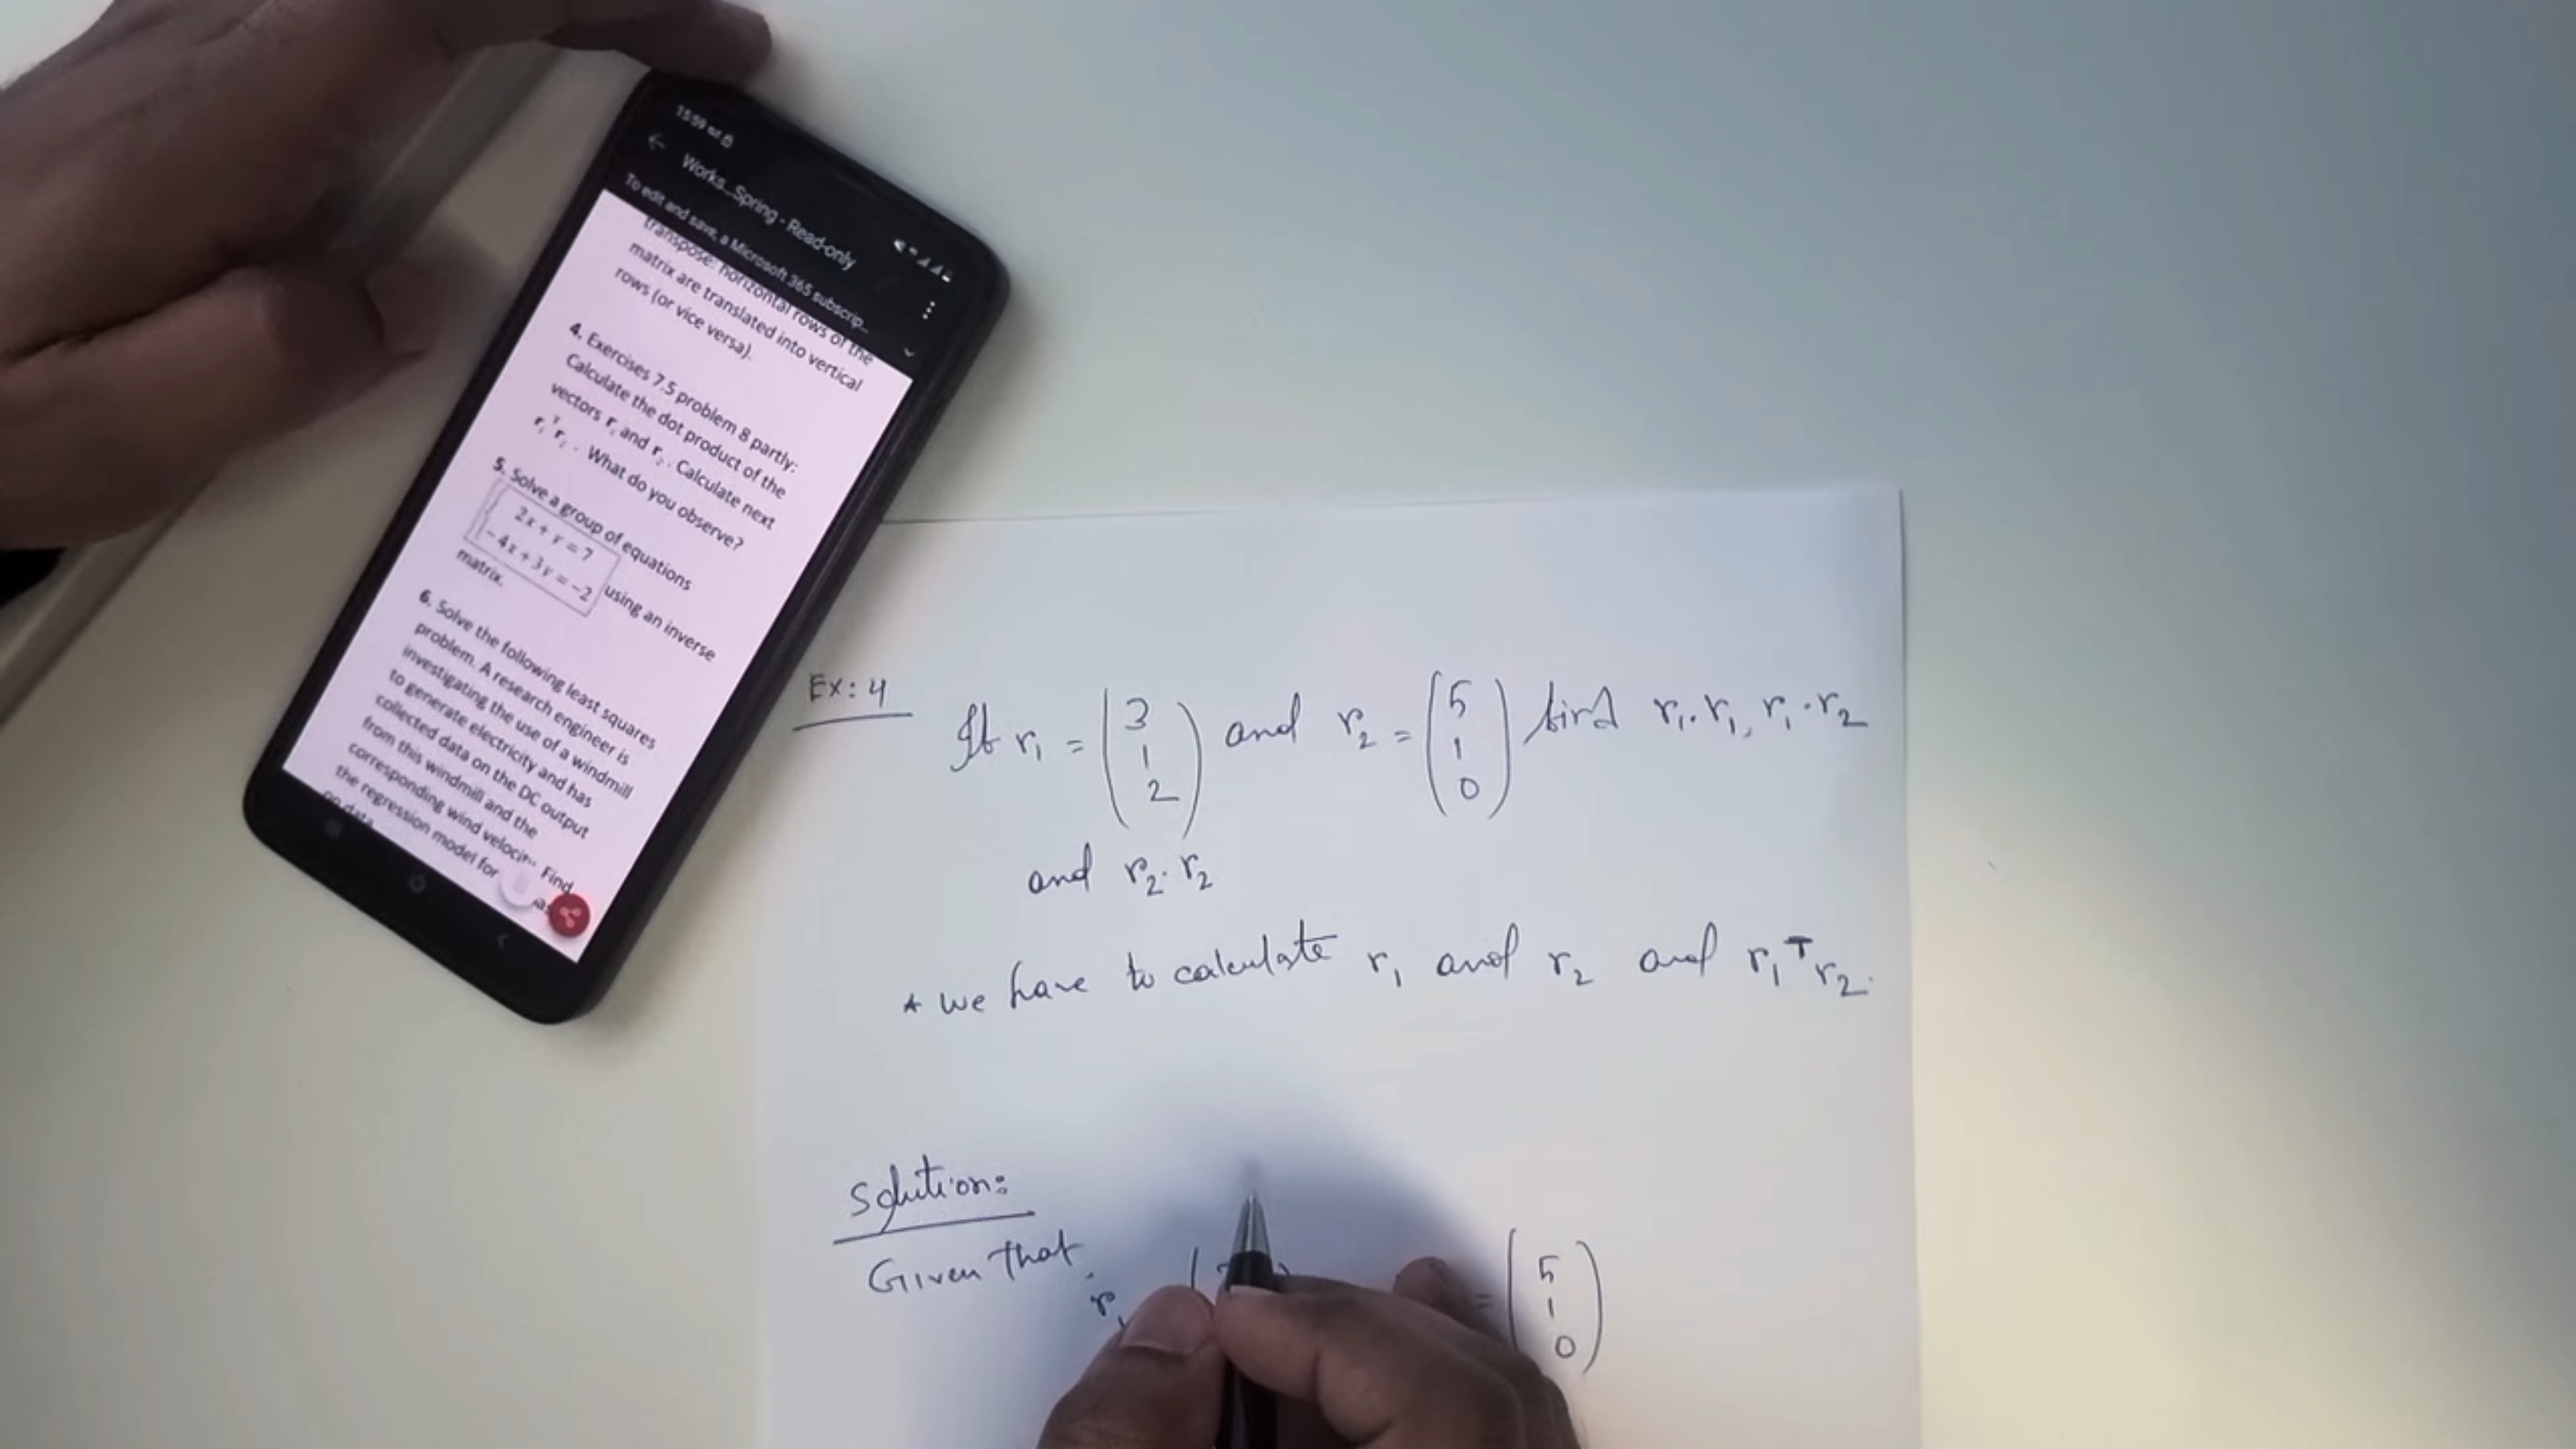 15:59
Works_Spring - Read-only
To edit and save, a Microsoft 365 subscrip...
transpose: horizontal rows of the
matrix are translated into vertical
rows (or vice versa).
4. Exercises 7.5 problem 8 partly:
Calculate the dot product of the
vectors r₁ and r₂. Calculate next
r₁ᵀr₂. What do you observe?
5. Solve a group of equations
2x + y = 7
-4x + 3y = -2 using an inverse
matrix.
6. Solve the following least squares
problem. A research engineer is
investigating the use of a windmill
to generate electricity and has
collected data on the DC output
from this windmill and the
corresponding wind velocity. Find
the regression model for
on data
Ex: 4
If r₁ = (3 1 2) and r₂ = (5 1 0) find r₁.r₁, r₁.r₂
and r₂.r₂
* we have to calculate r₁ and r₂ and r₁ᵀr₂.
Solution:
Given that
r₁ = (5 1 0)